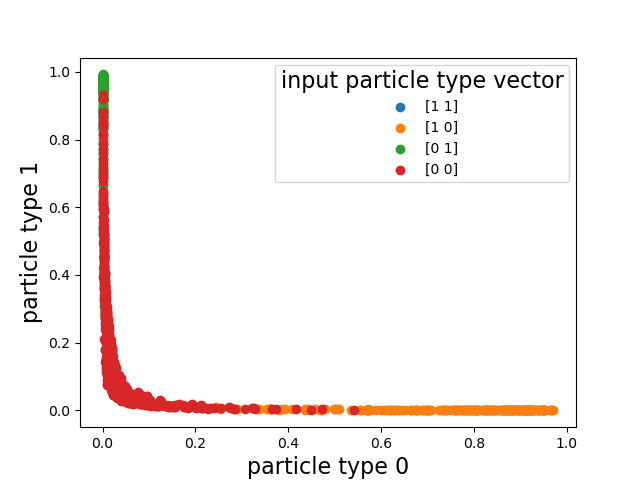 input particle type vector
[1 1]
[1 0]
[0 1]
[0 0]
particle type 1
1.0
0.8
0.6
0.4
0.2
0.0
0.0 0.2 0.4 0.6 0.8 1.0
particle type 0